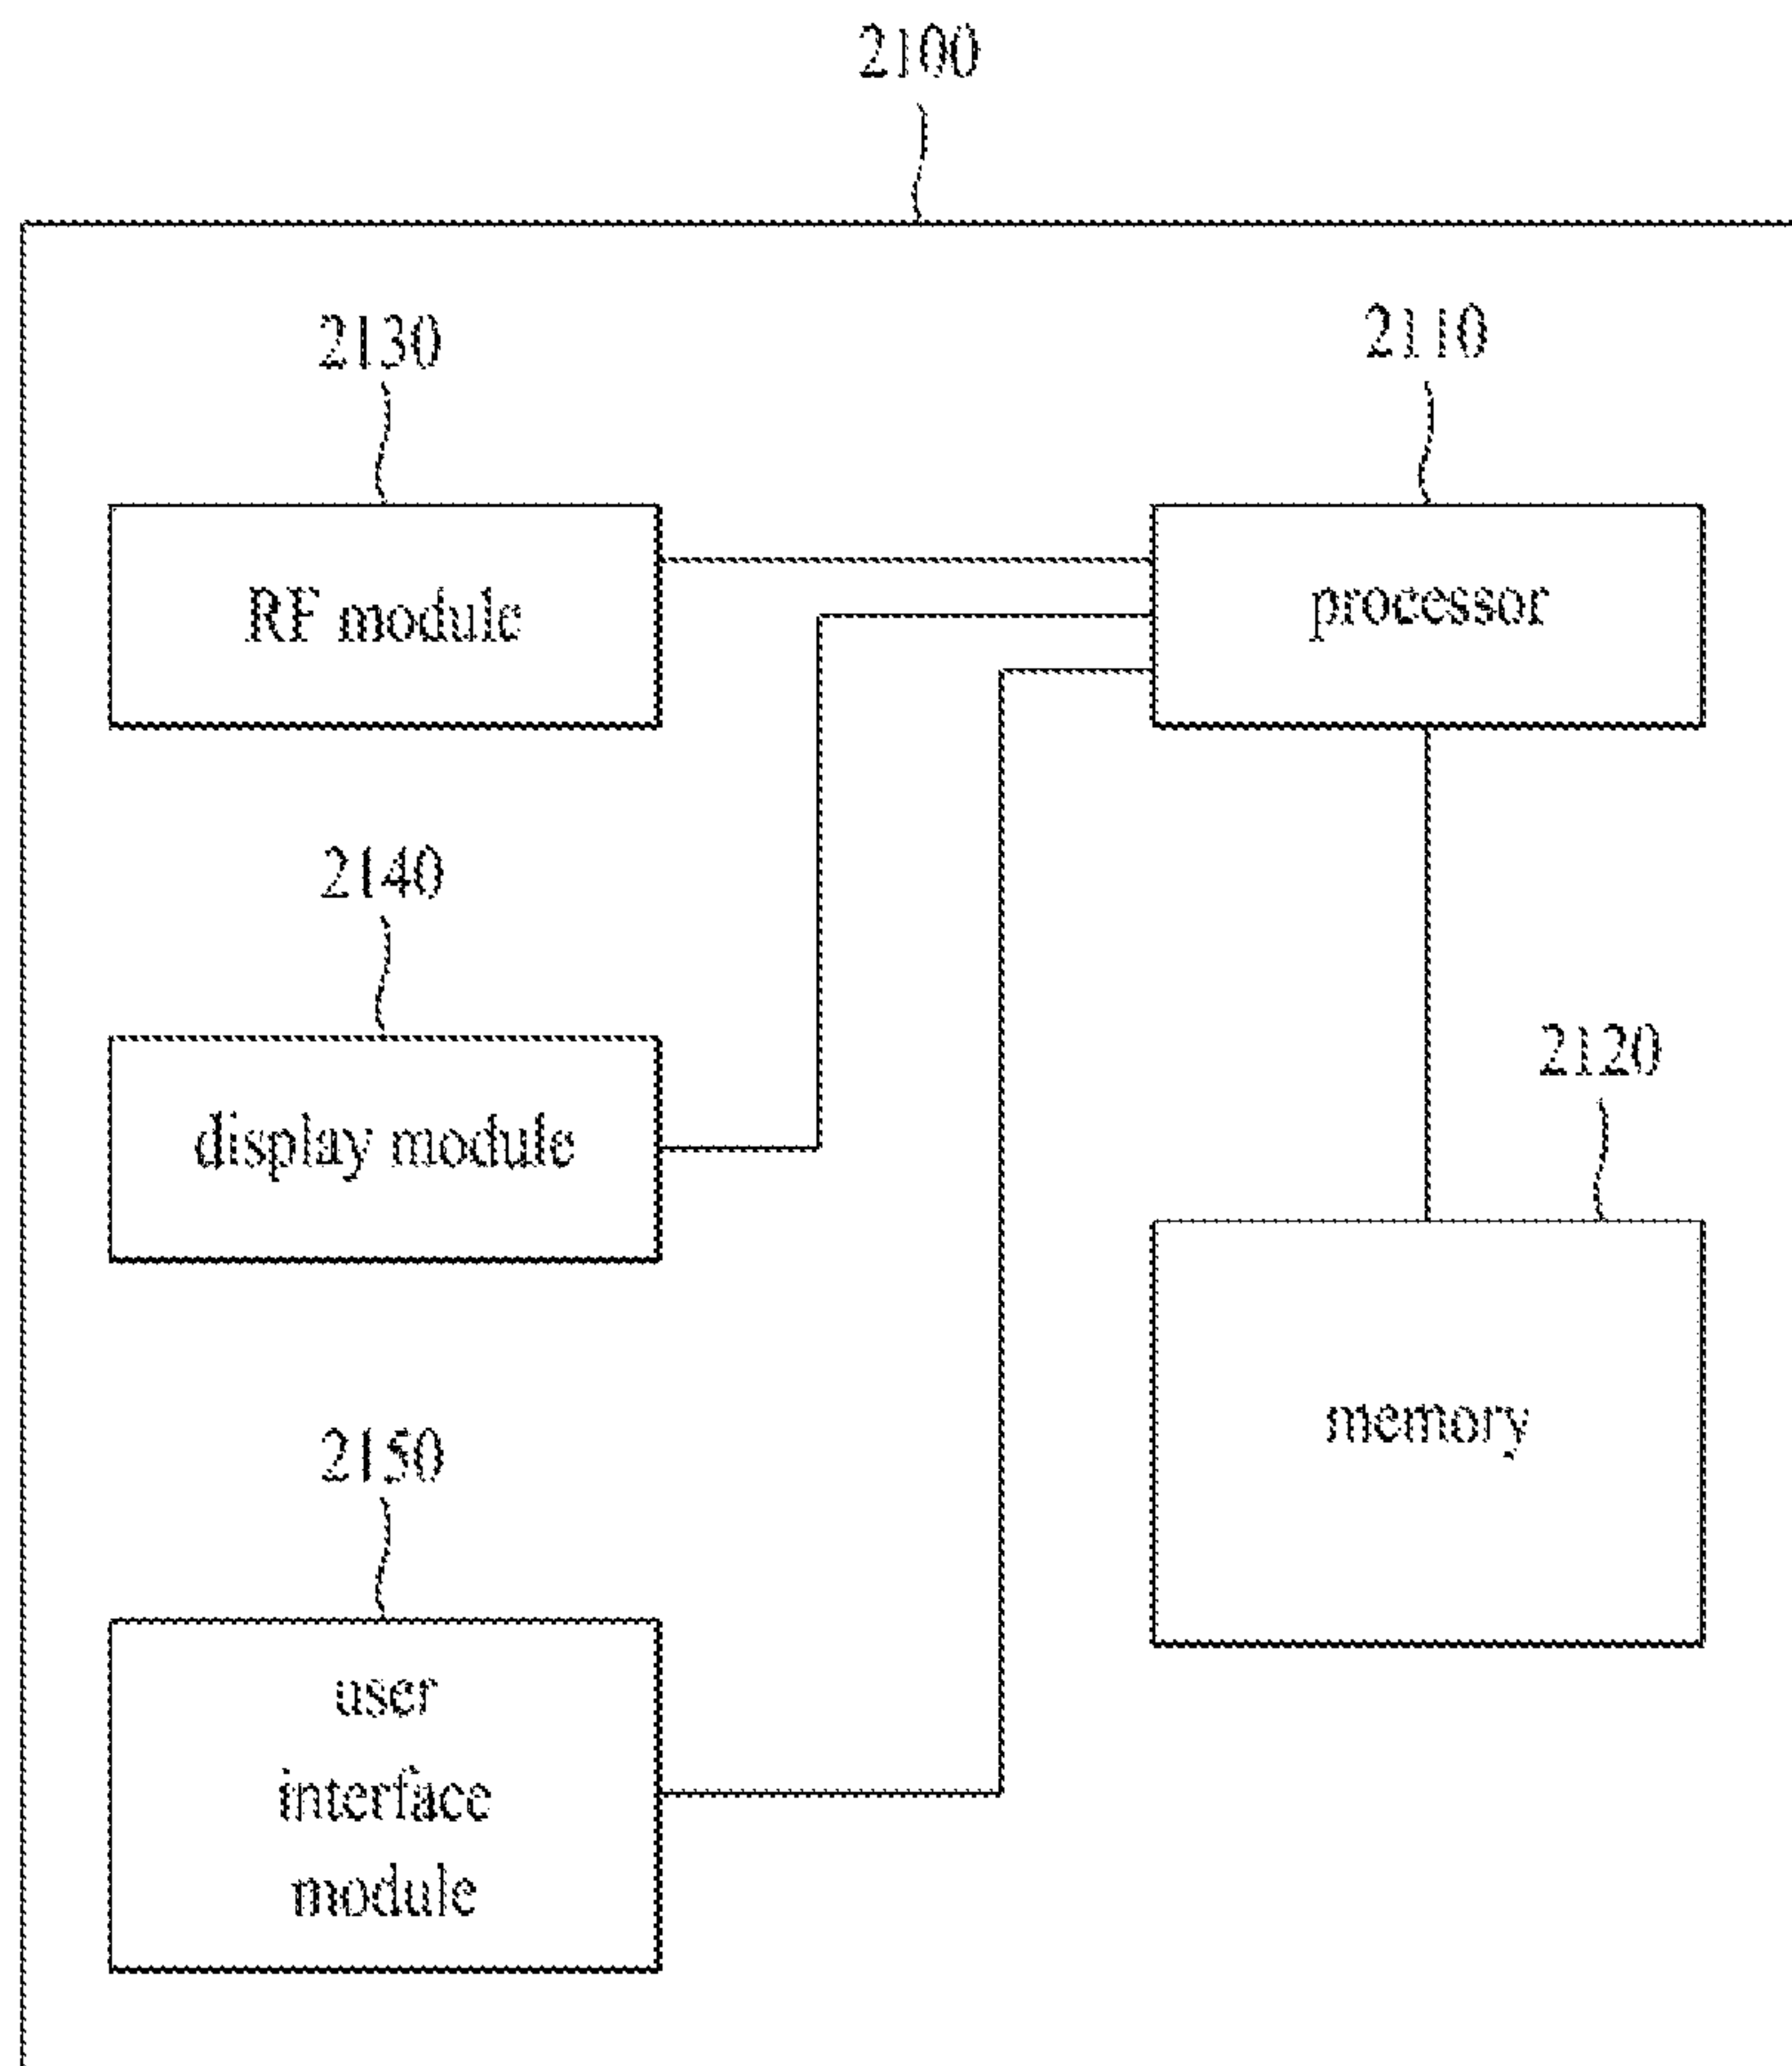 2100
2130
2110
RF module
processor
2140
2120
display module
memory
2150
user
interface
module